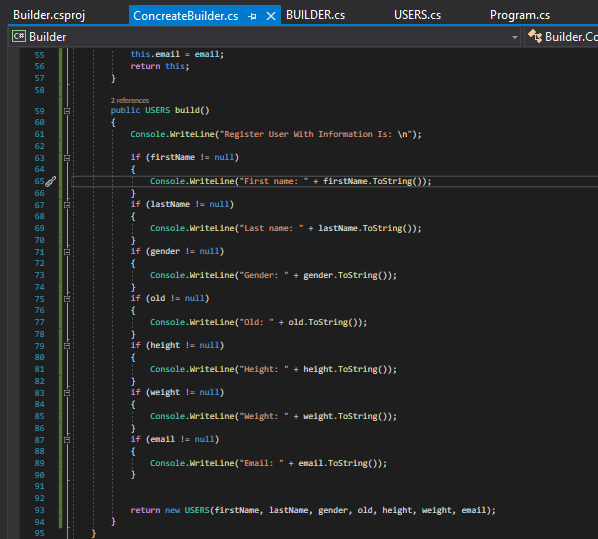 Builder.csproj ConcreateBuilder.cs BUILDER.cs USERS.cs Program.cs
C# Builder Builder.Co
55 this.email = email;
56 return this;
57 }
58
2 references
59 public USERS build()
60 {
61 Console.WriteLine("Register User With Information Is: \n");
62
63 if (firstName != null)
64 {
65 Console.WriteLine("First name: " + firstName.ToString());
66 }
67 if (lastName != null)
68 {
69 Console.WriteLine("Last name: " + lastName.ToString());
70 }
71 if (gender != null)
72 {
73 Console.WriteLine("Gender: " + gender.ToString());
74 }
75 if (old != null)
76 {
77 Console.WriteLine("Old: " + old.ToString());
78 }
79 if (height != null)
80 {
81 Console.WriteLine("Height: " + height.ToString());
82 }
83 if (weight != null)
84 {
85 Console.WriteLine("Weight: " + weight.ToString());
86 }
87 if (email != null)
88 {
89 Console.WriteLine("Email: " + email.ToString());
90 }
91
92
93 return new USERS(firstName, lastName, gender, old, height, weight, email);
94 }
95 }